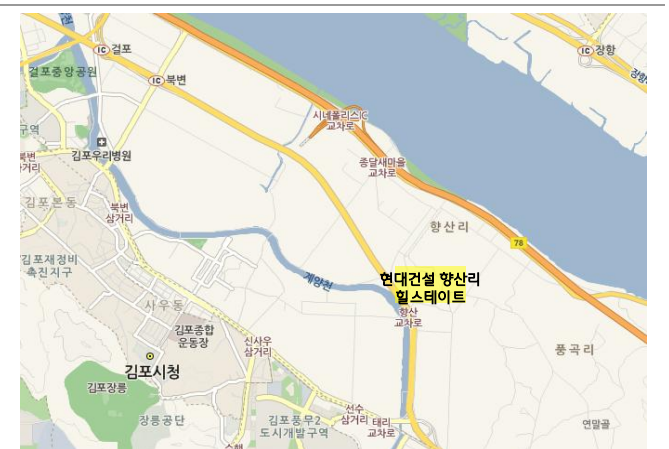 천
IC 걸포
IC 장항
장항
걸포중앙공원
IC 북변
구역
시네폴리스IC
교차로
김포우리병원
북변
거리
종달새마을
교차로
김포본동
북변
삼거리
향산리
78
김포재정비
촉진지구
계양천
현대건설 향산리
힐스테이트
사우동
향산
교차로
김포종합
운동장
신사우
삼거리
풍곡리
김포시청
김포장릉
장릉공단
김포풍무2
도시개발구역
선수
삼거리
태리
교차로
연말골